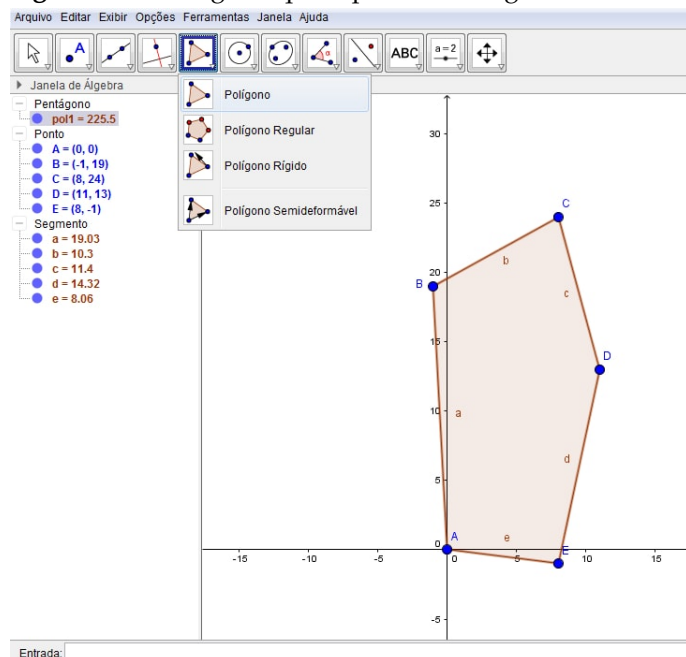 Arquivo Editar Exibir Opções Ferramentas Janela Ajuda
A
α
ABC
a=2
Janela de Álgebra
Pentágono
pol1 = 225.5
Ponto
A = (0, 0)
B = (-1, 19)
C = (8, 24)
D = (11, 13)
E = (8, -1)
Segmento
a = 19.03
b = 10.3
c = 11.4
d = 14.32
e = 8.06
Polígono
Polígono Regular
Polígono Rígido
Polígono Semideformável
30
25
20
15
10
5
0
-5
-15
-10
-5
0
5
10
15
A
B
C
D
E
a
b
c
d
e
Entrada: